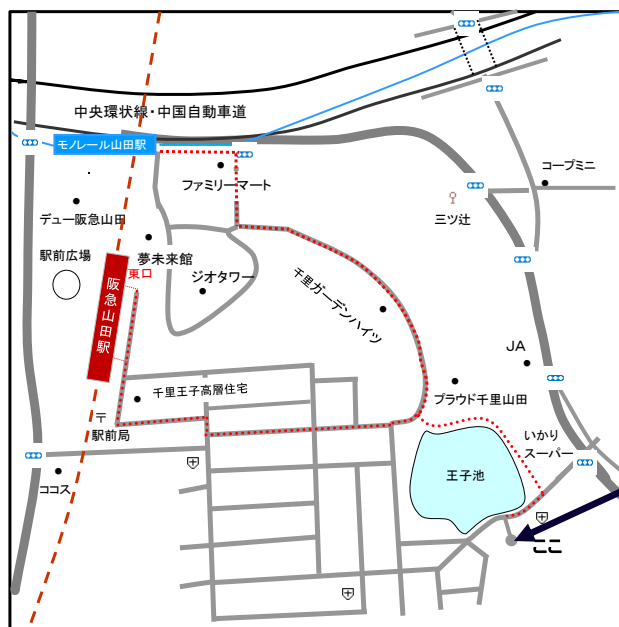 中央環状線・中国自動車道
モノレール山田駅
ファミリーマート
コープミニ
デュー阪急山田
三ツ辻
夢未来館
駅前広場
東口
ジオタワー
阪急山田駅
千里ガーデンハイツ
JA
千里王子高層住宅
プラウド千里山田
〒
駅前局
いかり
スーパー
ココス
王子池
ここ